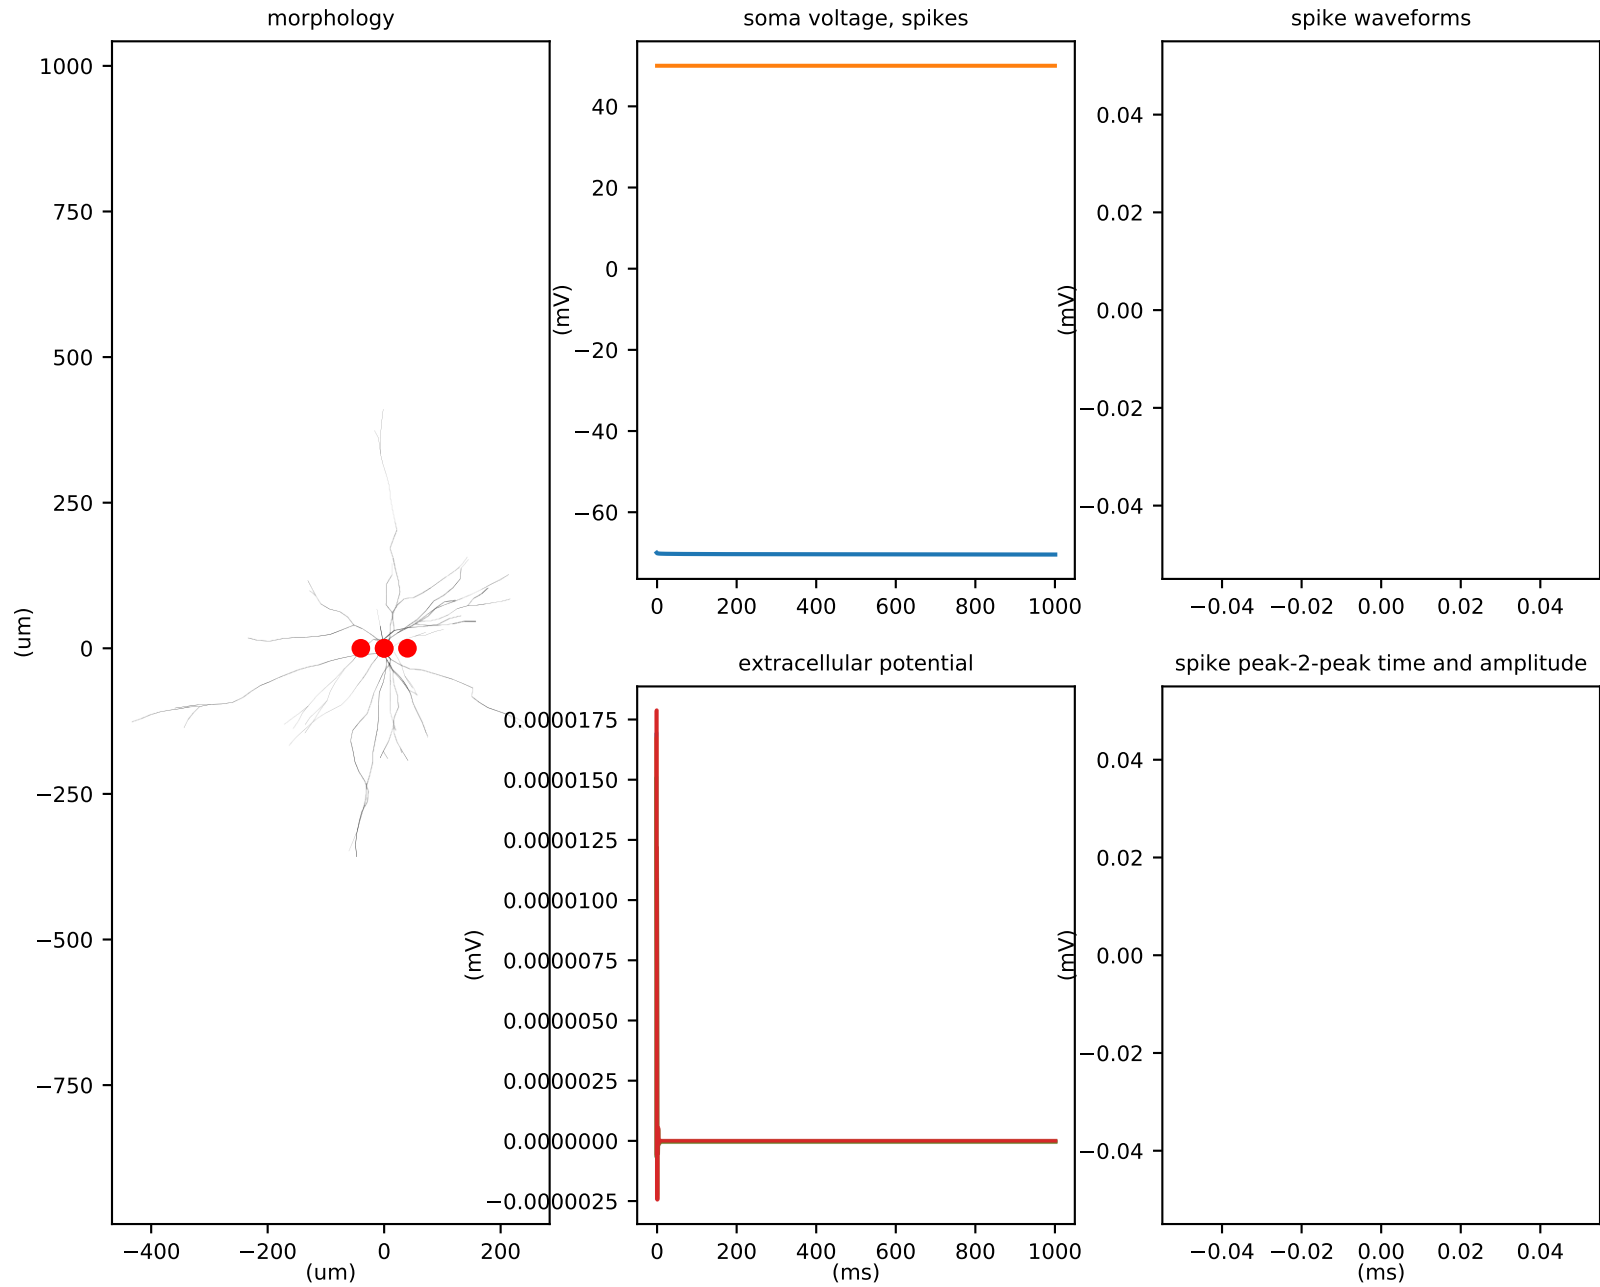 morphology
1000
750
500
250
0
−250
−500
−750
(um)
−400 −200 0 200
(um)
soma voltage, spikes
40
20
0
−20
−40
−60
(mV)
0 200 400 600 800 1000
spike waveforms
0.04
0.02
0.00
−0.02
−0.04
(mV)
−0.04 −0.02 0.00 0.02 0.04
extracellular potential
0.0000175
0.0000150
0.0000125
0.0000100
0.0000075
0.0000050
0.0000025
0.0000000
−0.0000025
(mV)
0 200 400 600 800 1000
(ms)
spike peak-2-peak time and amplitude
0.04
0.02
0.00
−0.02
−0.04
(mV)
−0.04 −0.02 0.00 0.02 0.04
(ms)